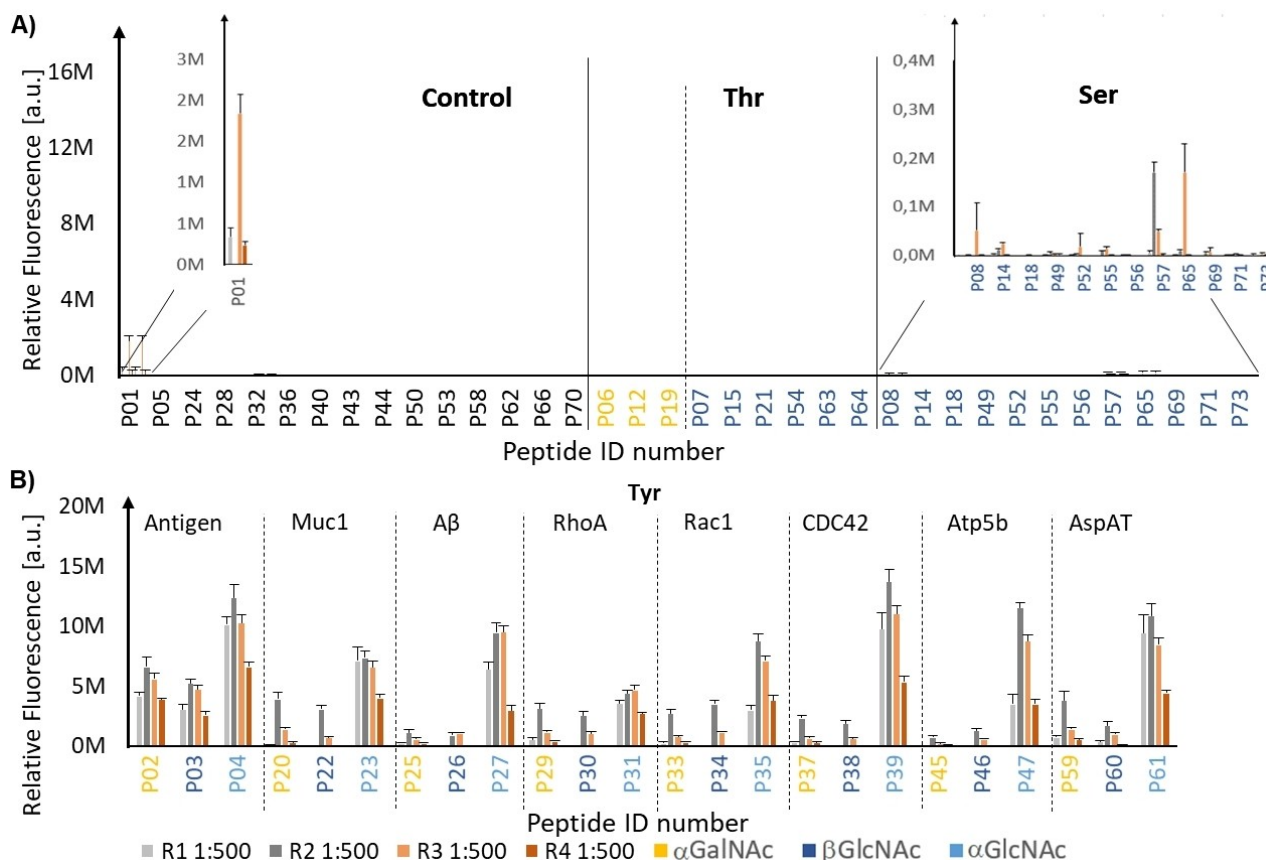 A)
Relative Fluorescence [a.u.]
16M
12M
8M
4M
0M
3M
2M
2M
1M
1M
0M
P01
Control
Thr
Ser
0,4M
0,3M
0,2M
0,1M
0,0M
P08 P14 P18 P49 P52 P55 P56 P57 P65 P69 P71 P73
P01 P05 P24 P28 P32 P36 P40 P43 P44 P50 P53 P58 P62 P66 P70 P06 P12 P19 P07 P15 P21 P54 P63 P64 P08 P14 P18 P49 P52 P55 P56 P57 P65 P69 P71 P73
Peptide ID number
B)
Relative Fluorescence [a.u.]
Tyr
20M
15M
10M
5M
0M
Antigen Muc1 Aβ RhoA Rac1 CDC42 Atp5b AspAT
P02 P03 P04 P20 P22 P23 P25 P26 P27 P29 P30 P31 P33 P34 P35 P37 P38 P39 P45 P46 P47 P59 P60 P61
Peptide ID number
R1 1:500 R2 1:500 R3 1:500 R4 1:500 αGalNAc βGlcNAc αGlcNAc